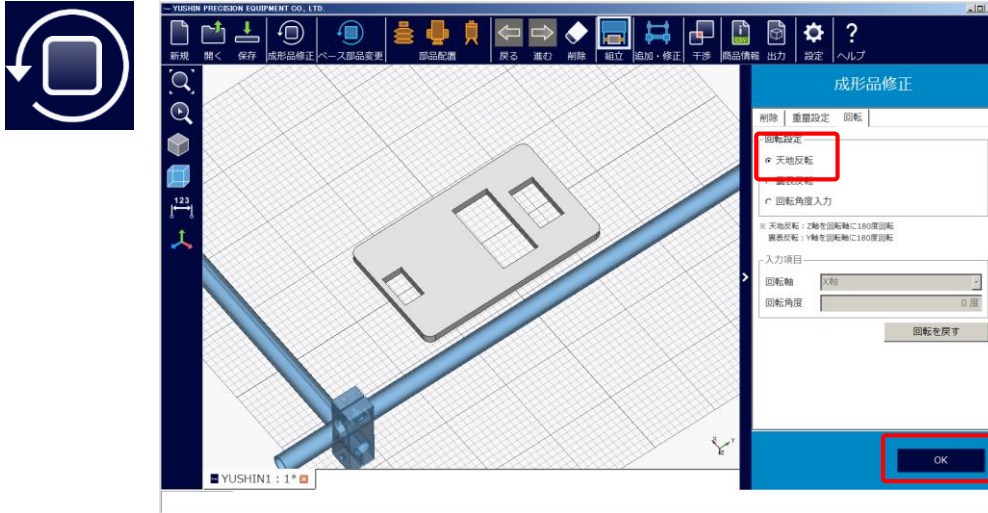 YUSHIN PRECISION EQUIPMENT CO., LTD.
新規 開く 保存 成形品修正 ベース部品変更 部品配置 戻る 進む 削除 組立 追加・修正 干渉 商品情報 出力 設定 ヘルプ
CSV
?
123
成形品修正
削除 重量設定 回転
回転設定
天地反転
裏表反転
回転角度入力
※ 天地反転：Z軸を回転軸に180度回転
裏表反転：Y軸を回転軸に180度回転
入力項目
回転軸 X軸
回転角度 0 度
回転を戻す
OK
YUSHIN1 : 1*